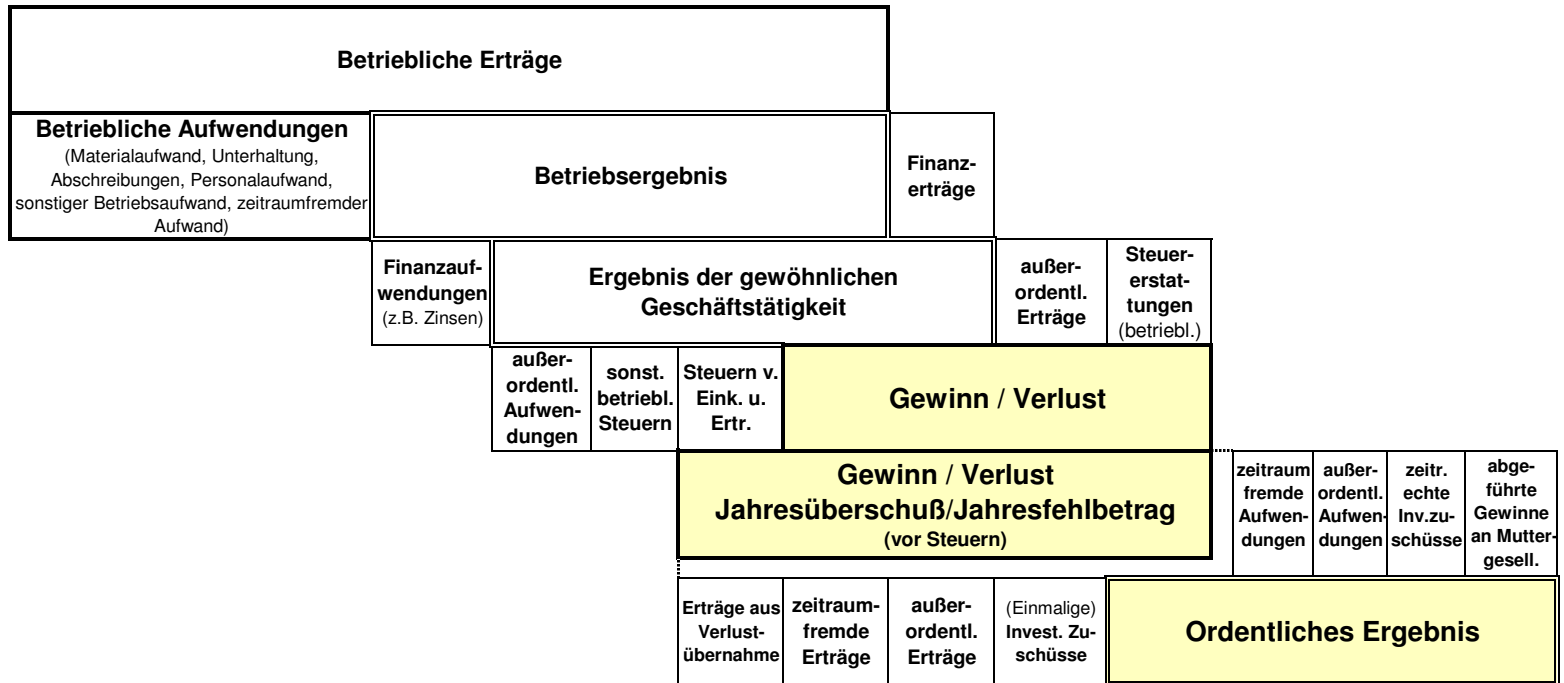 Betriebliche Erträge
Betriebliche Aufwendungen
(Materialaufwand, Unterhaltung,
Abschreibungen, Personalaufwand,
sonstiger Betriebsaufwand, zeitraumfremder
Aufwand)
Betriebsergebnis
Finanz-
erträge
Finanzauf-
wendungen
(z.B. Zinsen)
Ergebnis der gewöhnlichen
Geschäftstätigkeit
außer-
ordentl.
Erträge
Steuer-
erstat-
tungen
(betriebl.)
außer-
ordentl.
Aufwen-
dungen
sonst.
betriebl.
Steuern
Steuern v.
Eink. u.
Ertr.
Gewinn / Verlust
Gewinn / Verlust
Jahresüberschuß/Jahresfehlbetrag
(vor Steuern)
zeitraum
fremde
Aufwen-
dungen
außer-
ordentl.
Aufwen-
dungen
zeitr.
echte
Inv.zu-
schüsse
abge-
führte
Gewinne
an Mutter-
gesell.
Erträge aus
Verlust-
übernahme
zeitraum-
fremde
Erträge
außer-
ordentl.
Erträge
(Einmalige)
Invest. Zu-
schüsse
Ordentliches Ergebnis